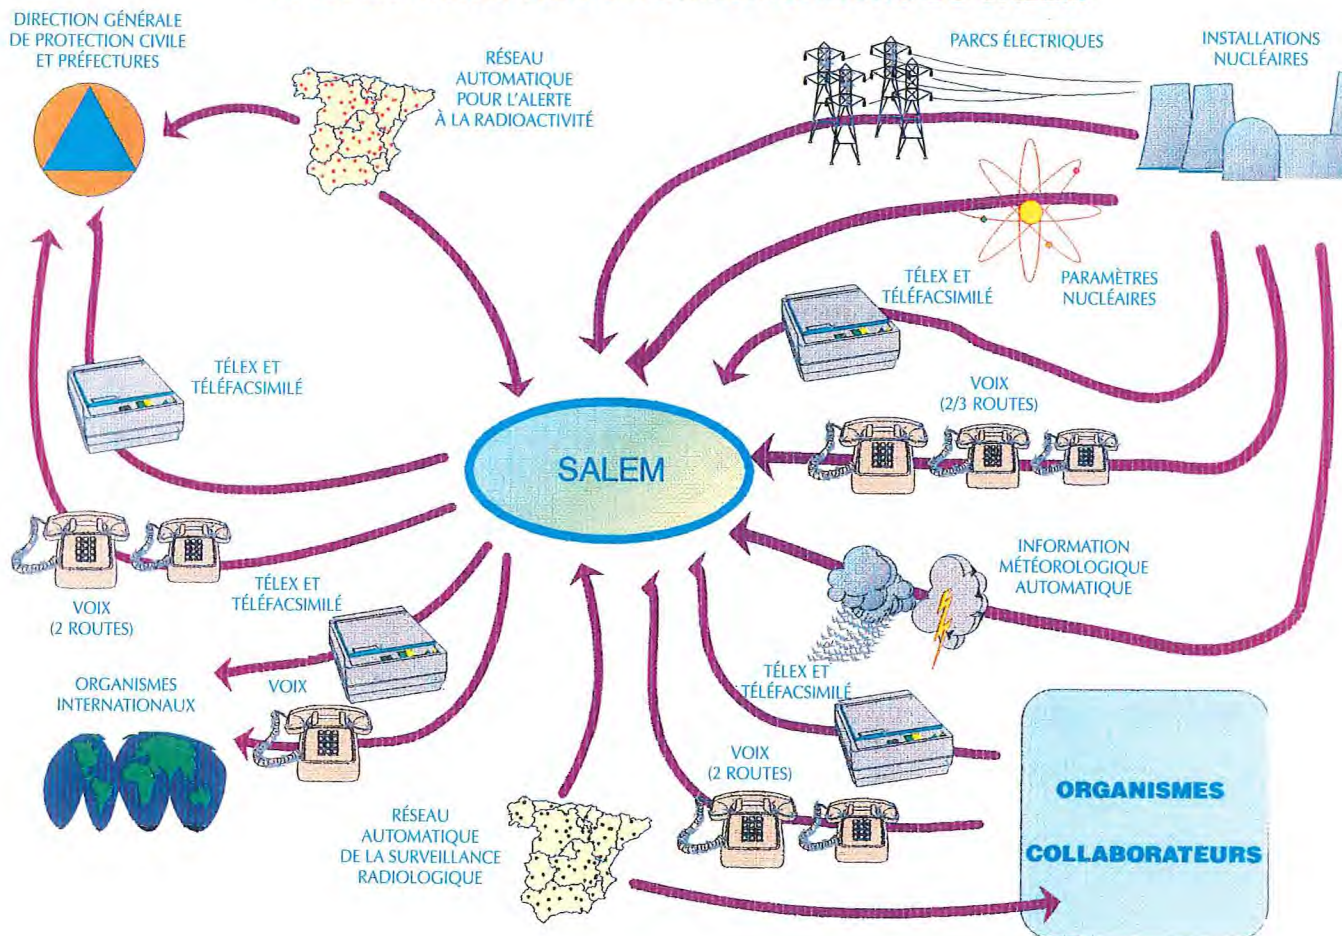 DIRECTION GÉNÉRALE
DE PROTECTION CIVILE
ET PRÉFECTURES
RÉSEAU
AUTOMATIQUE
POUR L'ALERTE
À LA RADIOACTIVITÉ
PARCS ÉLECTRIQUES
INSTALLATIONS
NUCLÉAIRES
TÉLEX ET
TÉLÉFACSIMILÉ
PARAMÈTRES
NUCLÉAIRES
TÉLEX ET
TÉLÉFACSIMILÉ
VOIX
(2/3 ROUTES)
SALEM
INFORMATION
MÉTÉOROLOGIQUE
AUTOMATIQUE
VOIX
(2 ROUTES)
TÉLEX ET
TÉLÉFACSIMILÉ
ORGANISMES
INTERNATIONAUX
VOIX
TÉLEX ET
TÉLÉFACSIMILÉ
VOIX
(2 ROUTES)
RÉSEAU
AUTOMATIQUE
DE LA SURVEILLANCE
RADIOLOGIQUE
ORGANISMES
COLLABORATEURS